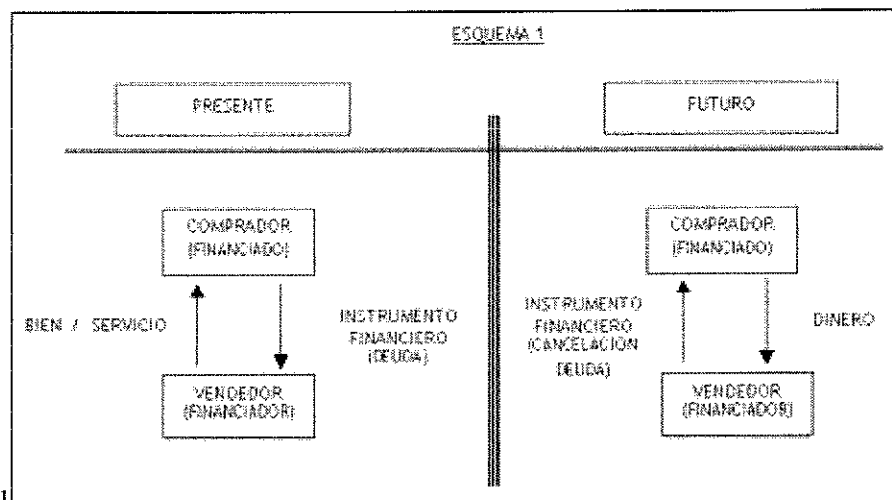 ESQUEMA 1
PRESENTE
FUTURO
COMPRADOR
(FINANCIADO)
BIEN / SERVICIO
INSTRUMENTO
FINANCIERO
(DEUDA)
VENDEDOR
(FINANCIADOR)
COMPRADOR
(FINANCIADO)
INSTRUMENTO
FINANCIERO
(CANCELACION
DEUDA)
DINERO
VENDEDOR
(FINANCIADOR)